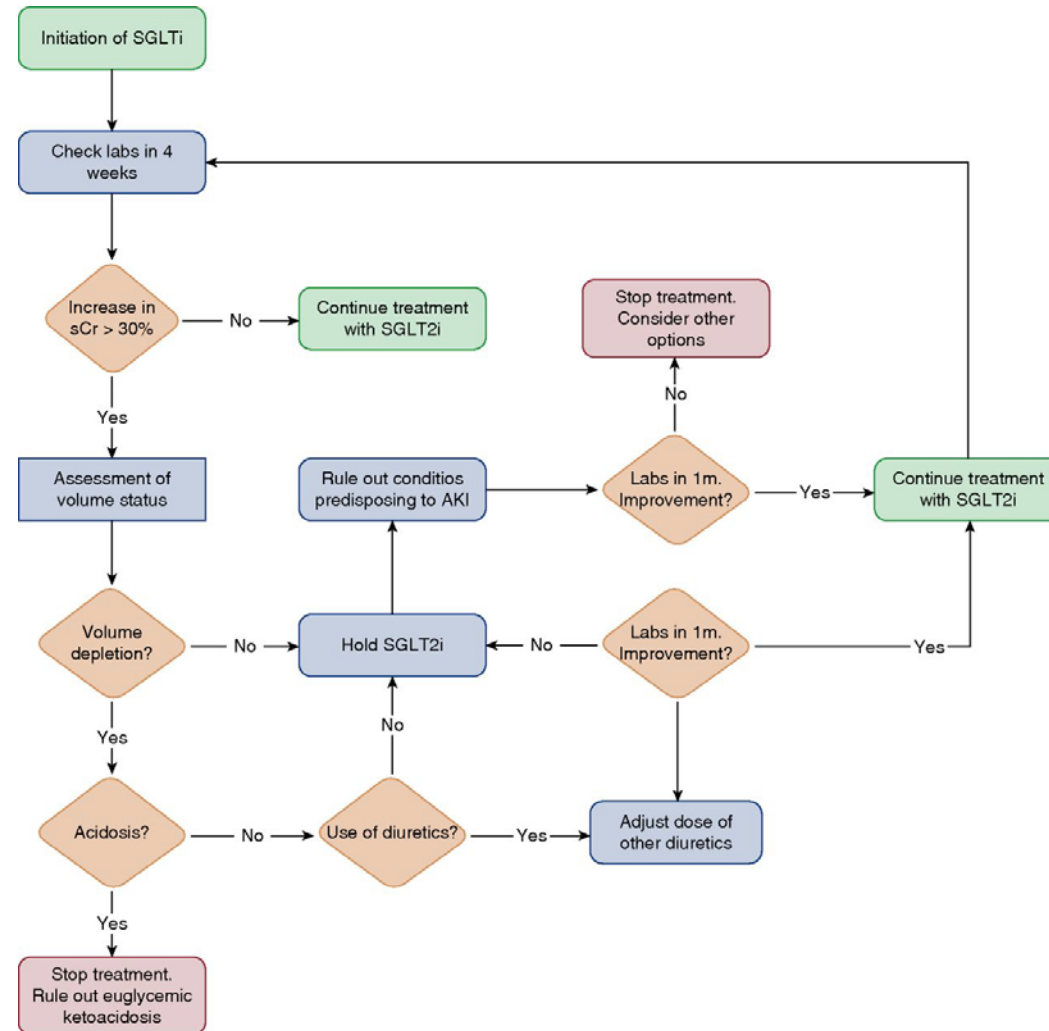 Initiation of SGLTi
Check labs in 4
weeks
Increase in
sCr > 30%
No
Continue treatment
with SGLT2i
Stop treatment.
Consider other
options
No
Yes
Assessment of
volume status
Rule out conditios
predisposing to AKI
Labs in 1m.
Improvement?
Yes
Continue treatment
with SGLT2i
Volume
depletion?
No
Hold SGLT2i
No
Labs in 1m.
Improvement?
Yes
Yes
No
Acidosis?
No
Use of diuretics?
Yes
Adjust dose of
other diuretics
Yes
Stop treatment.
Rule out euglycemic
ketoacidosis